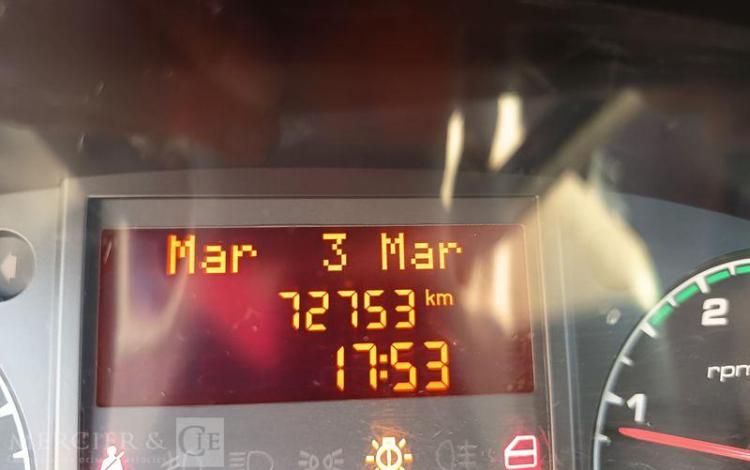 Mar 3 Mar
72753 km
17:53
2
rpm
1
MERCIER & CIE